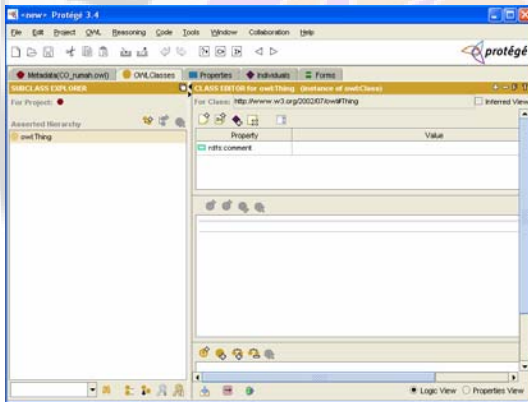 <new> Protégé 3.4
File Edit Project OWL Reasoning Code Tools Window Collaboration Help
protégé
Metadata(CO_rumah.owl) OWLClasses Properties Individuals Forms
SUBCLASS EXPLORER
For Project:
Asserted Hierarchy
owl:Thing
CLASS EDITOR for owl:Thing (instance of owl:Class)
For Class: http://www.w3.org/2002/07/owl#Thing
Inferred View
Property Value
rdfs:comment
Logic View Properties View